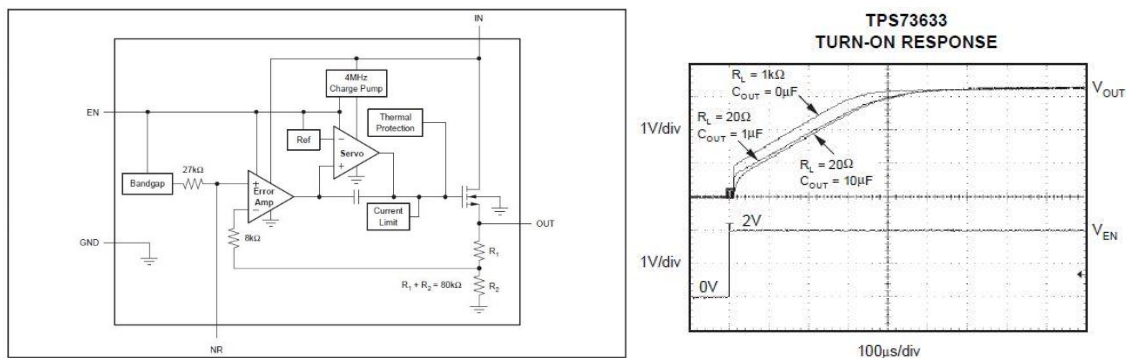 IN
4MHz
Charge Pump
EN
Thermal
Protection
Ref
Servo
27kΩ
Bandgap
+
Error
Amp
−
+
Current
Limit
OUT
8kΩ
GND
R1
R1 + R2 = 80kΩ
R2
NR
TPS73633
TURN-ON RESPONSE
RL = 1kΩ
COUT = 0μF
VOUT
1V/div
RL = 20Ω
COUT = 1μF
RL = 20Ω
COUT = 10μF
2V
VEN
1V/div
0V
100μs/div